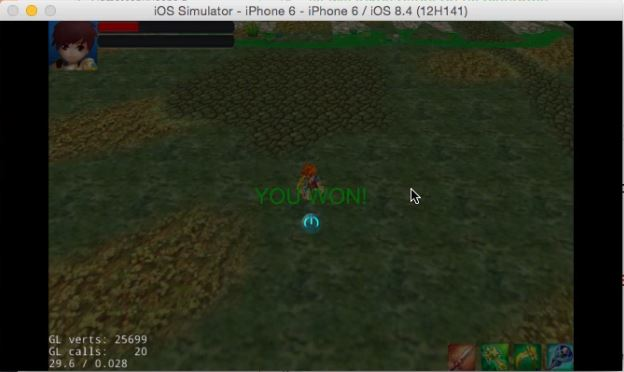 iOS Simulator - iPhone 6 - iPhone 6 / iOS 8.4 (12H141)
YOU WON!
GL verts: 25699
GL calls: 20
29.6 / 0.028